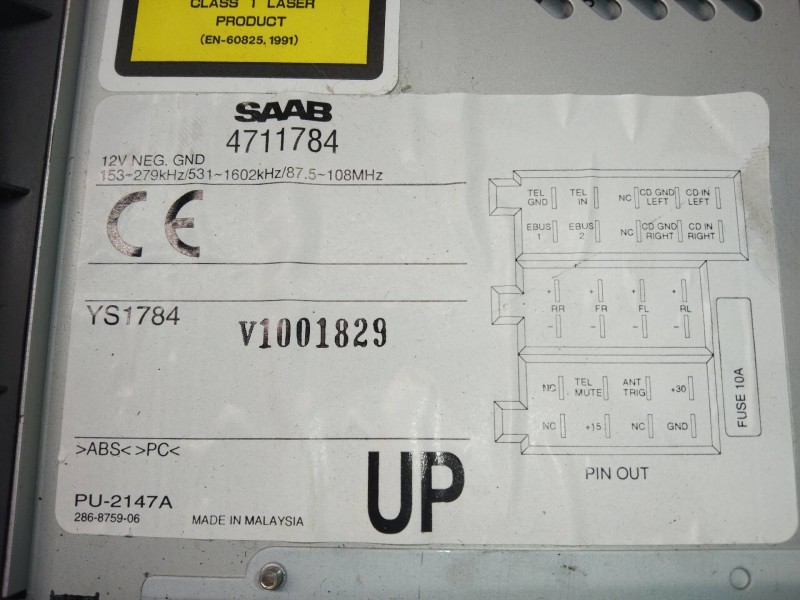 CLASS 1 LASER
PRODUCT
(EN-60825, 1991)
SAAB
4711784
12V NEG. GND
153~279kHz/531~1602kHz/87.5~108MHz
CE
YS1784
V1001829
>ABS< >PC<
PU-2147A
286-8759-06
MADE IN MALAYSIA
UP
TEL GND TEL IN NC CD GND LEFT CD IN LEFT
EBUS 1 EBUS 2 NC CD GND RIGHT CD IN RIGHT
+ + + +
RR FR FL RL
- - - -
NC TEL MUTE ANT TRIG +30
NC +15 NC GND
FUSE 10A
PIN OUT